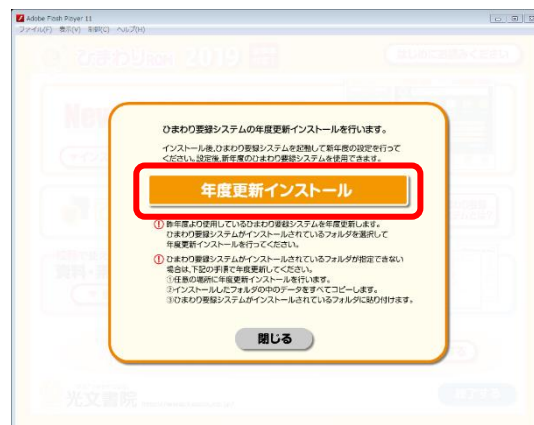 Adobe Flash Player 11
ファイル(F) 表示(V) 制御(C) ヘルプ(H)
ひまわり 2019
New
ひまわり要録システムの年度更新インストールを行います。
インストール後、ひまわり要録システムを起動して新年度の設定を行って
ください。設定後、新年度のひまわり要録システムを使用できます。
年度更新インストール
! 昨年度より使用しているひまわり要録システムを年度更新します。
ひまわり要録システムがインストールされているフォルダを選択して
年度更新インストールを行ってください。
! ひまわり要録システムがインストールされているフォルダが指定できない
場合は、下記の手順で年度更新してください。
①任意の場所に年度更新インストールを行います。
②インストールしたフォルダの中のデータをすべてコピーします。
③ひまわり要録システムがインストールされているフォルダに貼り付けます。
閉じる
光文書院
終了する